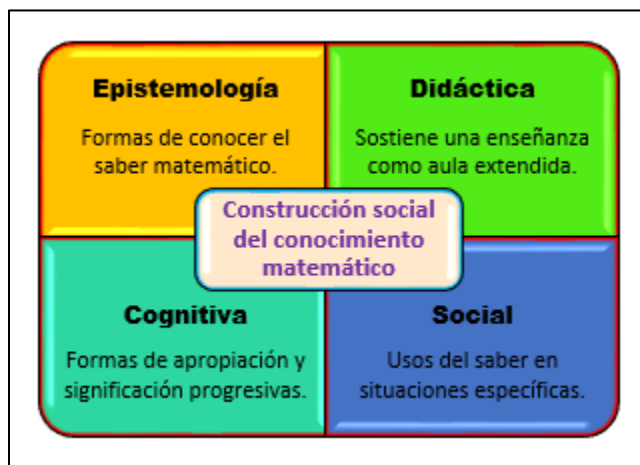 Epistemología
Formas de conocer el
saber matemático.
Didáctica
Sostiene una enseñanza
como aula extendida.
Construcción social
del conocimiento
matemático
Cognitiva
Formas de apropiación y
significación progresivas.
Social
Usos del saber en
situaciones específicas.